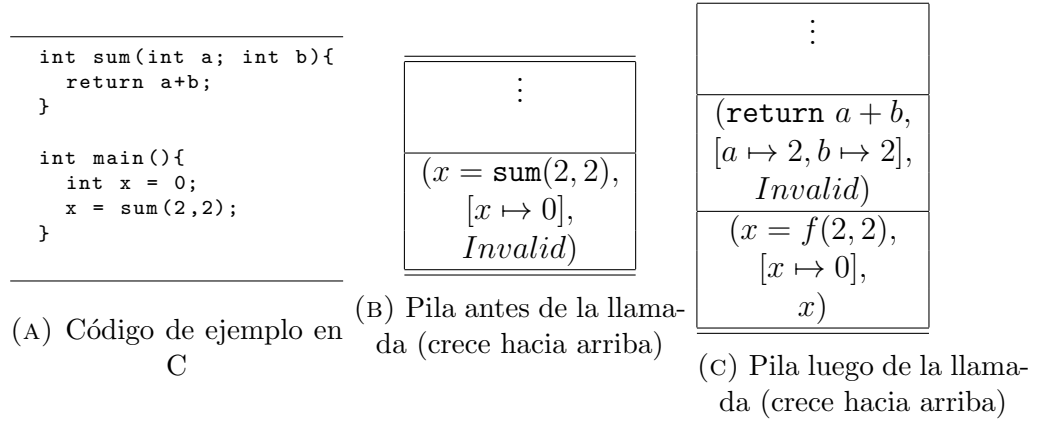 int sum(int a; int b){
return a+b;
}
int main(){
int x = 0;
x = sum(2,2);
}
(A) Código de ejemplo en
C
⋮
(x = sum(2, 2),
[x ↦ 0],
Invalid)
(B) Pila antes de la llama-
da (crece hacia arriba)
⋮
(return a + b,
[a ↦ 2, b ↦ 2],
Invalid)
(x = f(2, 2),
[x ↦ 0],
x)
(C) Pila luego de la llama-
da (crece hacia arriba)